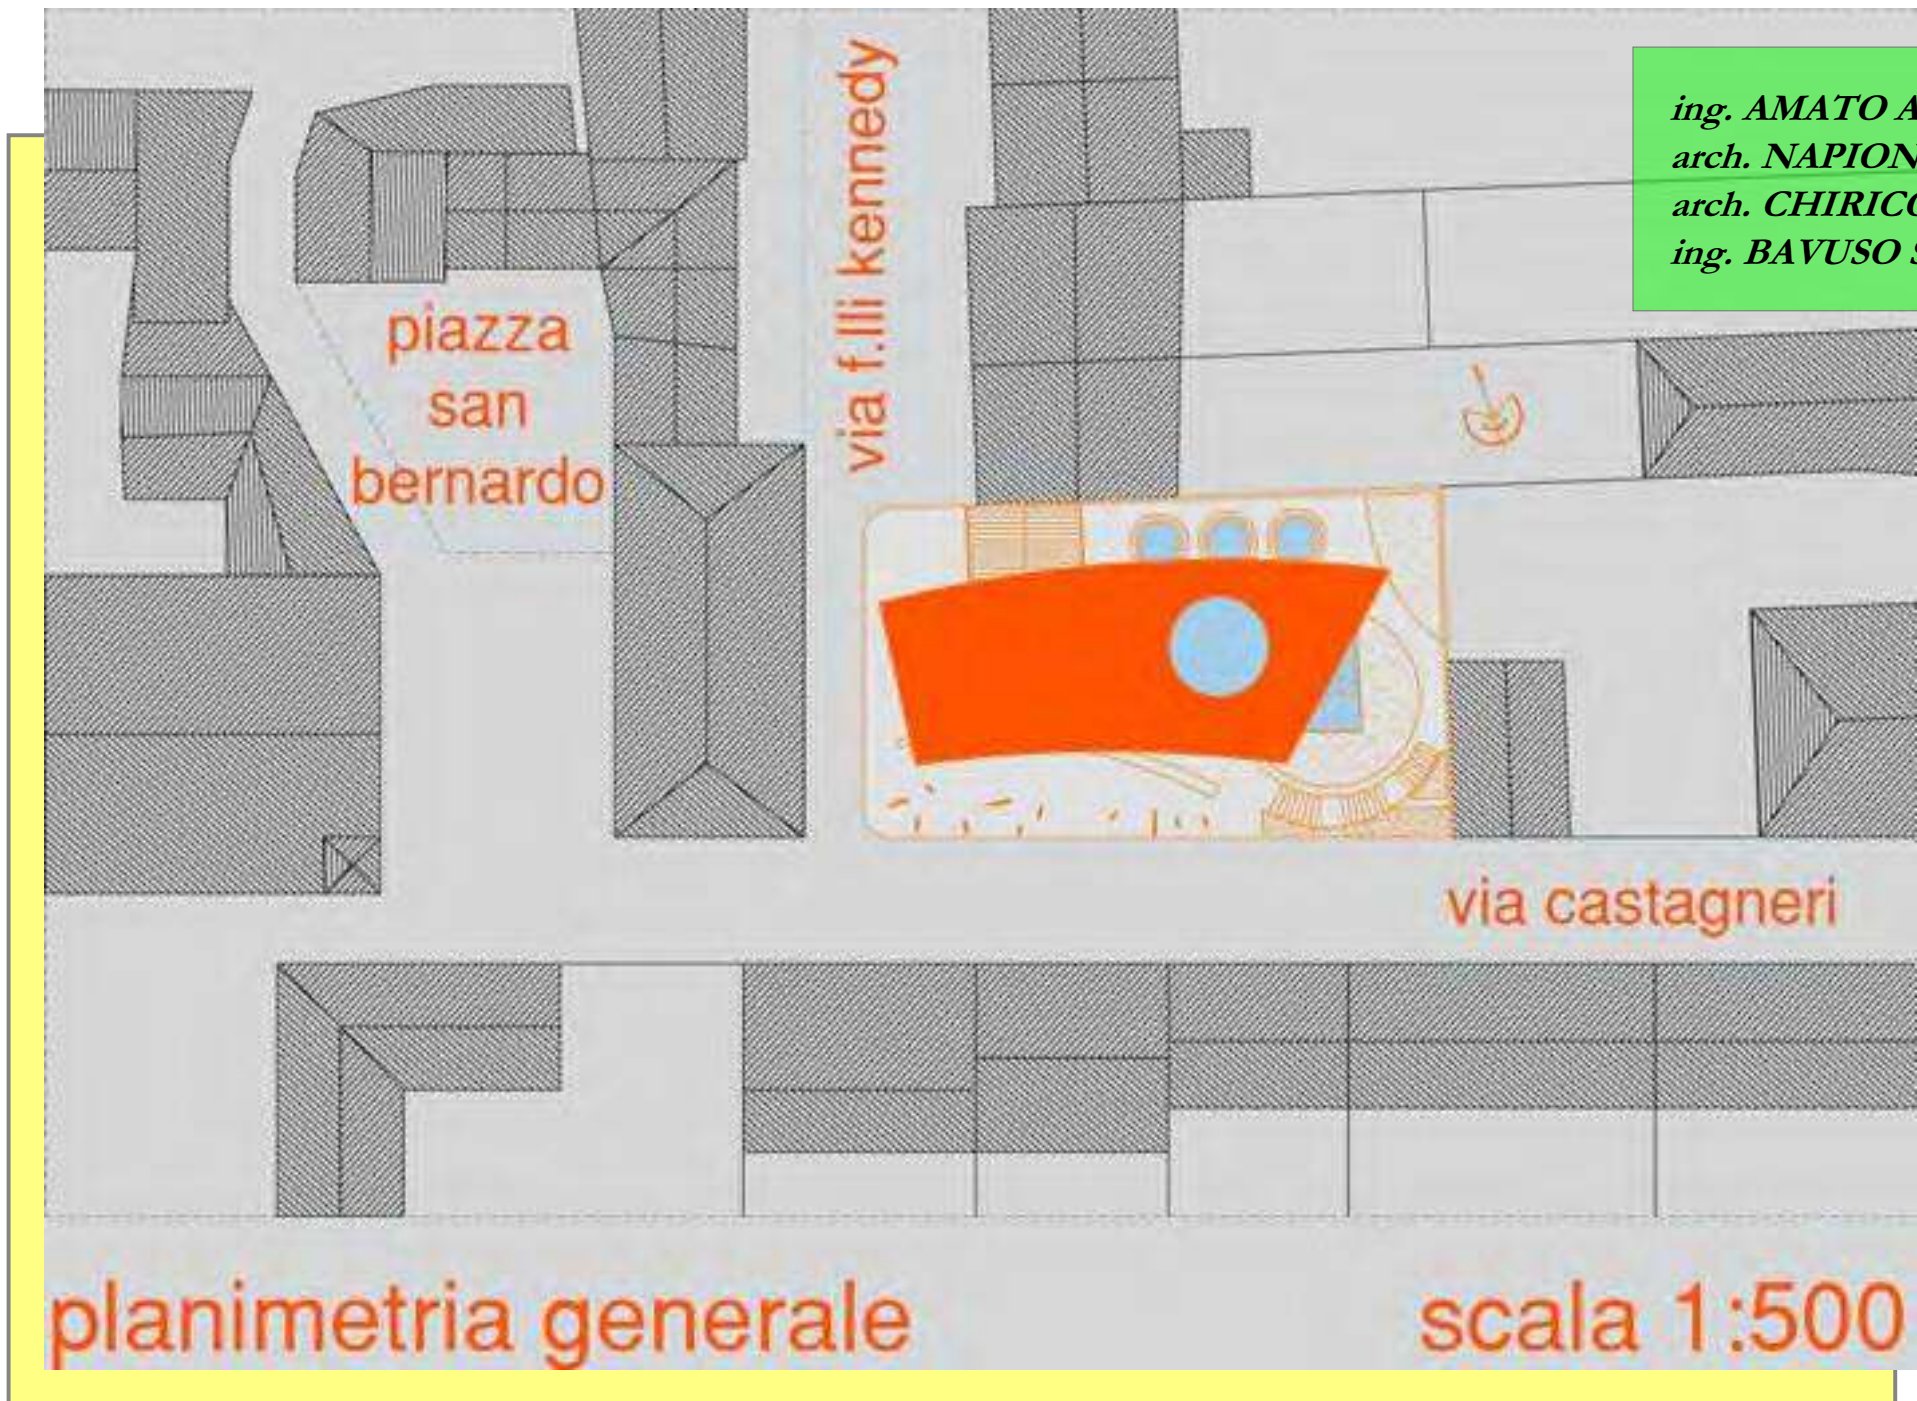 ing. AMATO A
arch. NAPION
arch. CHIRICO
ing. BAVUSO S
via f.lli kennedy
piazza
san
bernardo
via castagneri
planimetria generale
scala 1:500